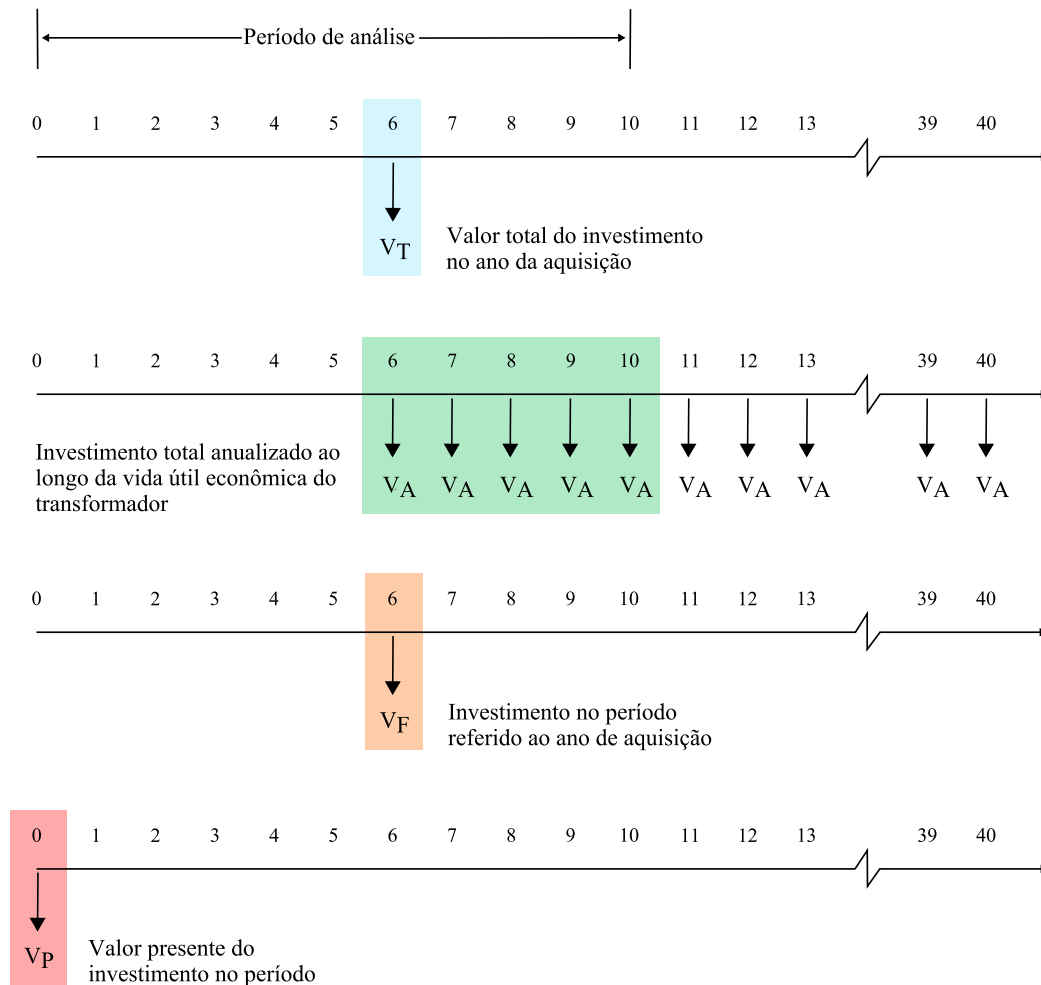 Período de análise
0 1 2 3 4 5 6 7 8 9 10 11 12 13 39 40
VT
Valor total do investimento
no ano da aquisição
0 1 2 3 4 5 6 7 8 9 10 11 12 13 39 40
Investimento total anualizado ao
longo da vida útil econômica do
transformador
VA VA VA VA VA VA VA VA VA VA
0 1 2 3 4 5 6 7 8 9 10 11 12 13 39 40
VF
Investimento no período
referido ao ano de aquisição
0 1 2 3 4 5 6 7 8 9 10 11 12 13 39 40
VP
Valor presente do
investimento no período